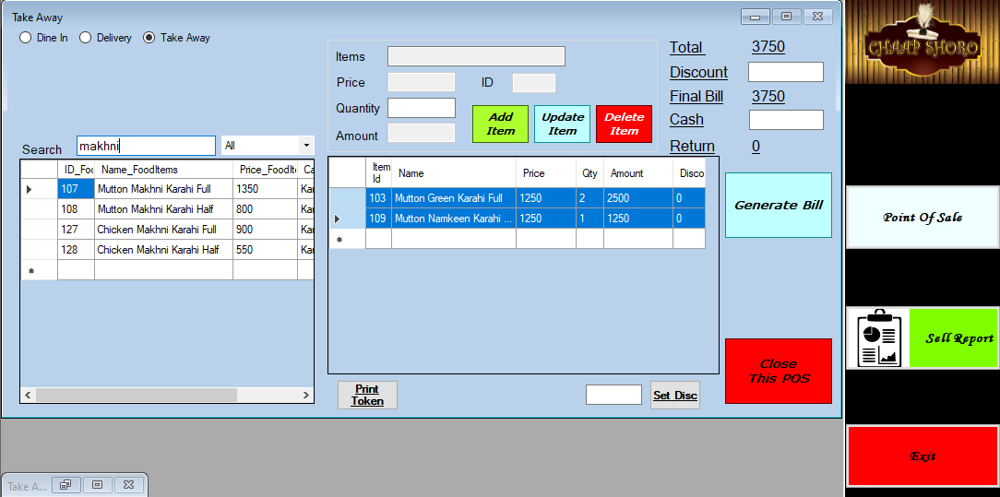 Take Away
Dine In Delivery Take Away
Search makhni All
ID_Foo Name_FoodItems Price_FoodIt Ca
107 Mutton Makhni Karahi Full 1350 Kar
108 Mutton Makhni Karahi Half 800 Kar
127 Chicken Makhni Karahi Full 900 Kar
128 Chicken Makhni Karahi Half 550 Kar
Items
Price ID
Quantity
Amount
Add
Item
Update
Item
Delete
Item
Item
Id Name Price Qty Amount Disco
103 Mutton Green Karahi Full 1250 2 2500 0
109 Mutton Namkeen Karahi ... 1250 1 1250 0
Print
Token
Set Disc
Total 3750
Discount
Final Bill 3750
Cash
Return 0
Generate Bill
Close
This POS
CHAAP SHORO
Point Of Sale
Sell Report
Exit
Take A...